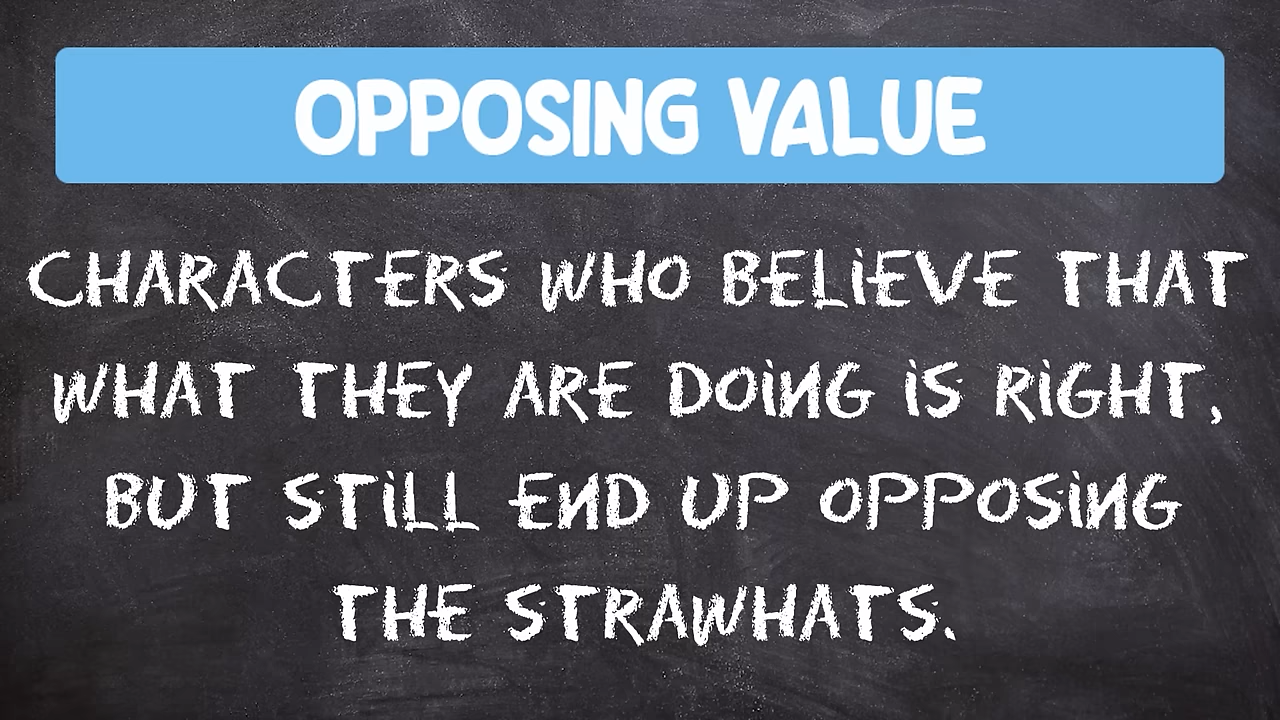 OPPOSING VALUE
CHARACTERS WHO BELiEVE THAT
WHAT THEY ARE DOiNG iS RiGHT,
BUT STiLL END UP OPPOSiNG
THE STRAWHATS.